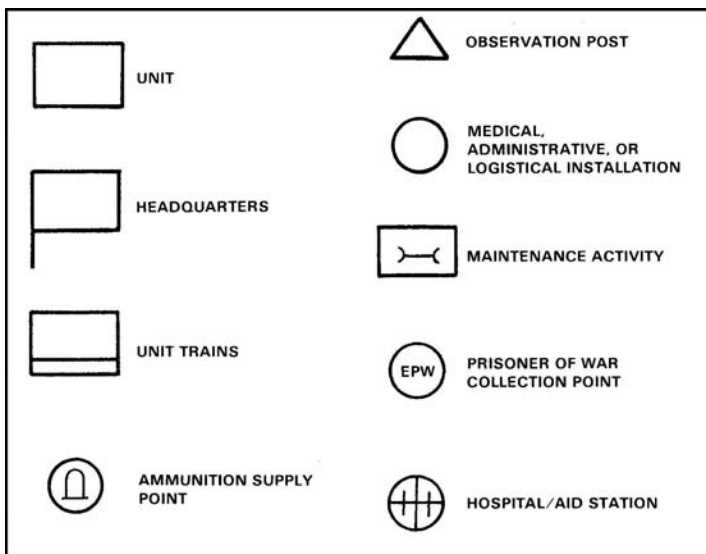 UNIT
HEADQUARTERS
UNIT TRAINS
AMMUNITION SUPPLY
POINT
OBSERVATION POST
MEDICAL,
ADMINISTRATIVE, OR
LOGISTICAL INSTALLATION
MAINTENANCE ACTIVITY
EPW
PRISONER OF WAR
COLLECTION POINT
HOSPITAL/AID STATION